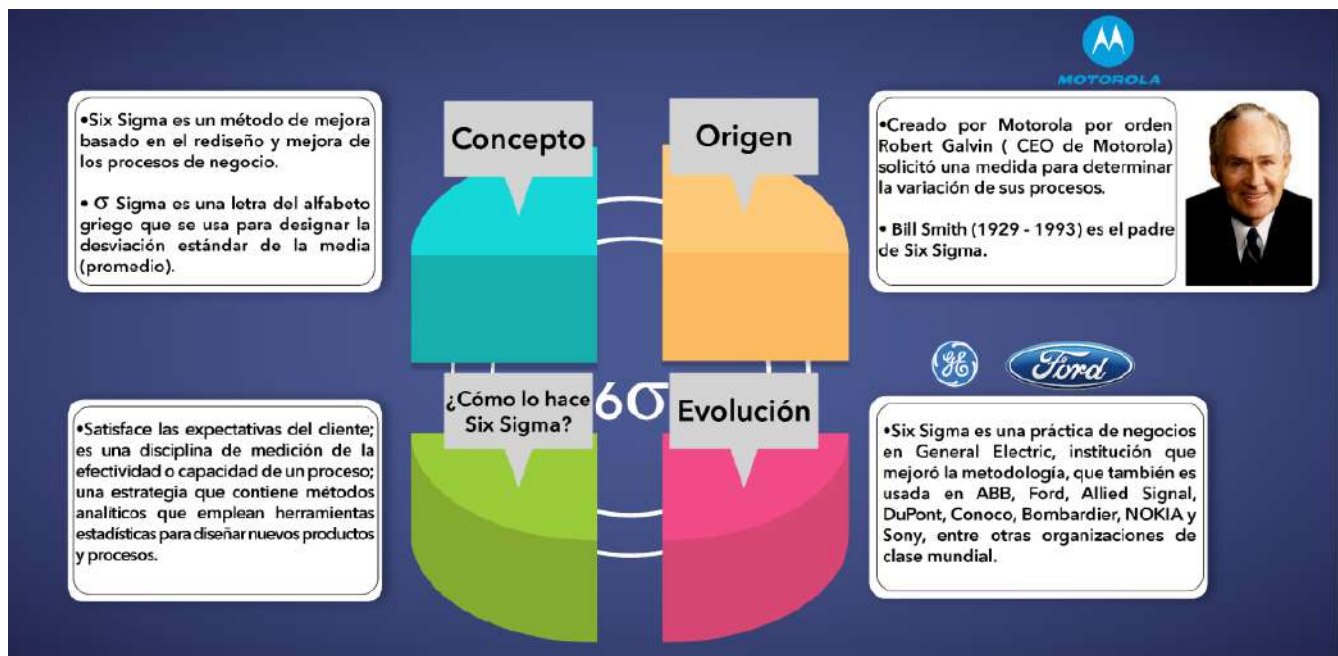 MOTOROLA
Concepto
•Six Sigma es un método de mejora
basado en el rediseño y mejora de
los procesos de negocio.
• σ Sigma es una letra del alfabeto
griego que se usa para designar la
desviación estándar de la media
(promedio).
Origen
•Creado por Motorola por orden
Robert Galvin ( CEO de Motorola)
solicitó una medida para determinar
la variación de sus procesos.
• Bill Smith (1929 - 1993) es el padre
de Six Sigma.
¿Cómo lo hace
Six Sigma?
•Satisface las expectativas del cliente;
es una disciplina de medición de la
efectividad o capacidad de un proceso;
una estrategia que contiene métodos
analíticos que emplean herramientas
estadísticas para diseñar nuevos productos
y procesos.
6σ
Evolución
GE
Ford
•Six Sigma es una práctica de negocios
en General Electric, institución que
mejoró la metodología, que también es
usada en ABB, Ford, Allied Signal,
DuPont, Conoco, Bombardier, NOKIA y
Sony, entre otras organizaciones de
clase mundial.